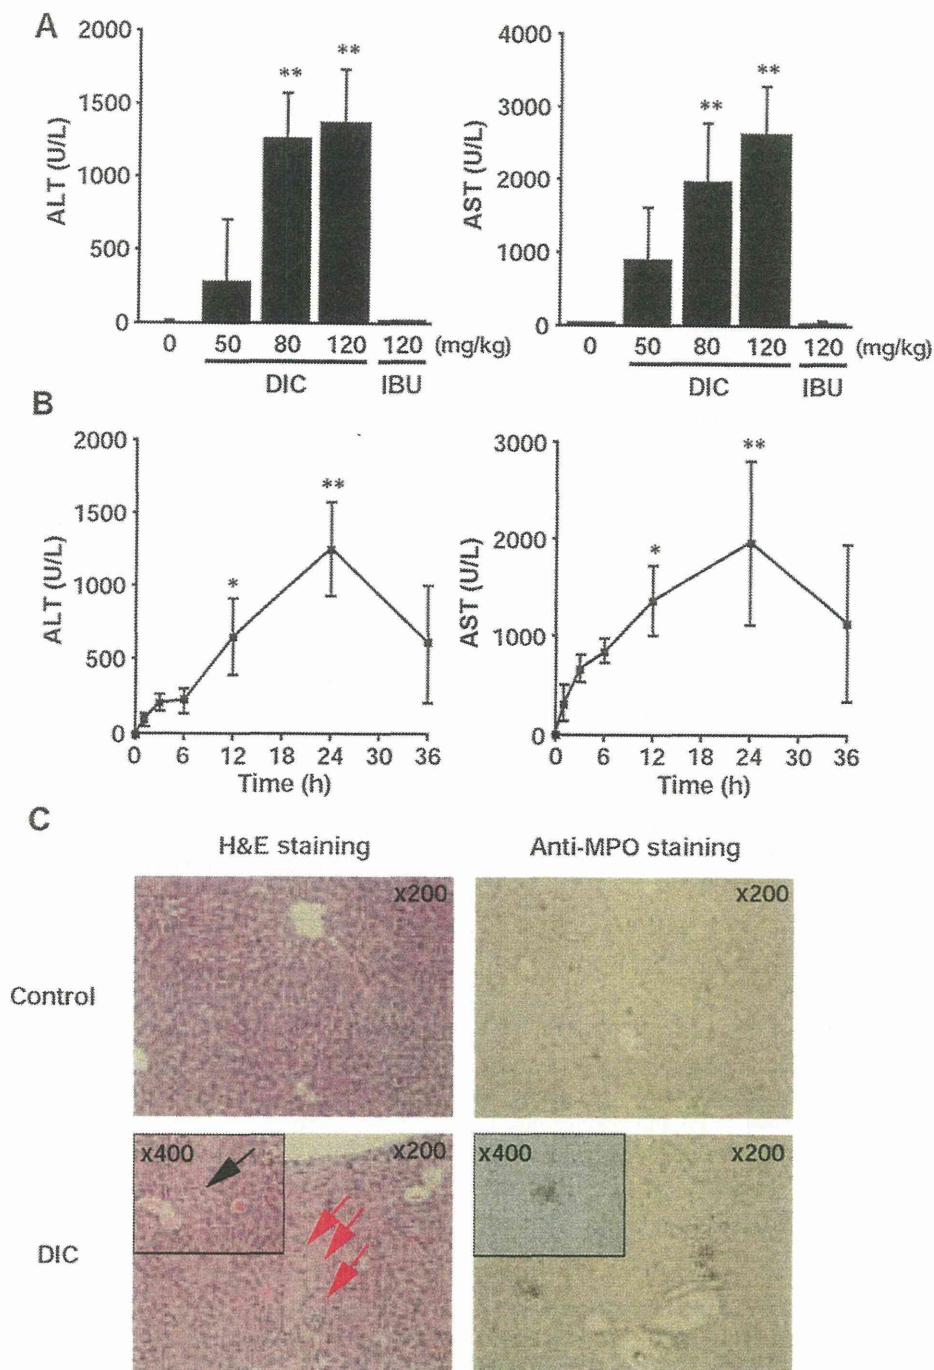 A
2000
1500
1000
500
0
ALT (U/L)
**
**
0 50 80 120 120 (mg/kg)
DIC IBU
4000
3000
2000
1000
0
AST (U/L)
**
**
0 50 80 120 120 (mg/kg)
DIC IBU
B
2000
1500
1000
500
0
ALT (U/L)
*
**
0 6 12 18 24 30 36
Time (h)
3000
2000
1000
0
AST (U/L)
*
**
0 6 12 18 24 30 36
Time (h)
C
H&E staining Anti-MPO staining
Control
x200 x200
DIC
x400 x200 x400 x200